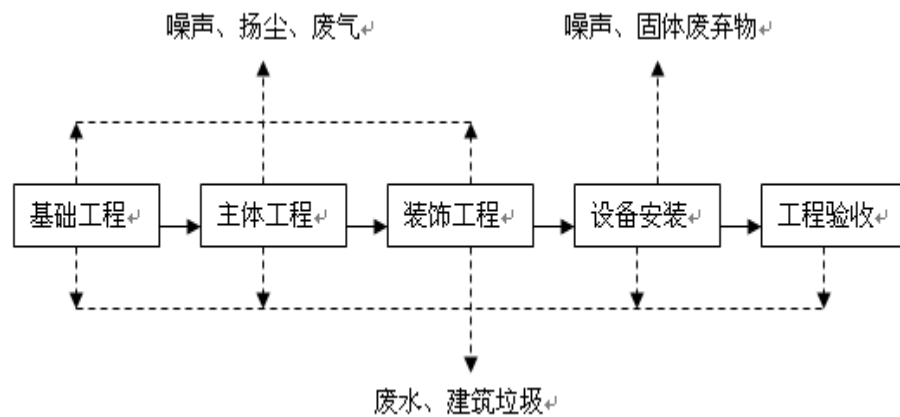 噪声、扬尘、废气
噪声、固体废弃物
基础工程
主体工程
装饰工程
设备安装
工程验收
废水、建筑垃圾